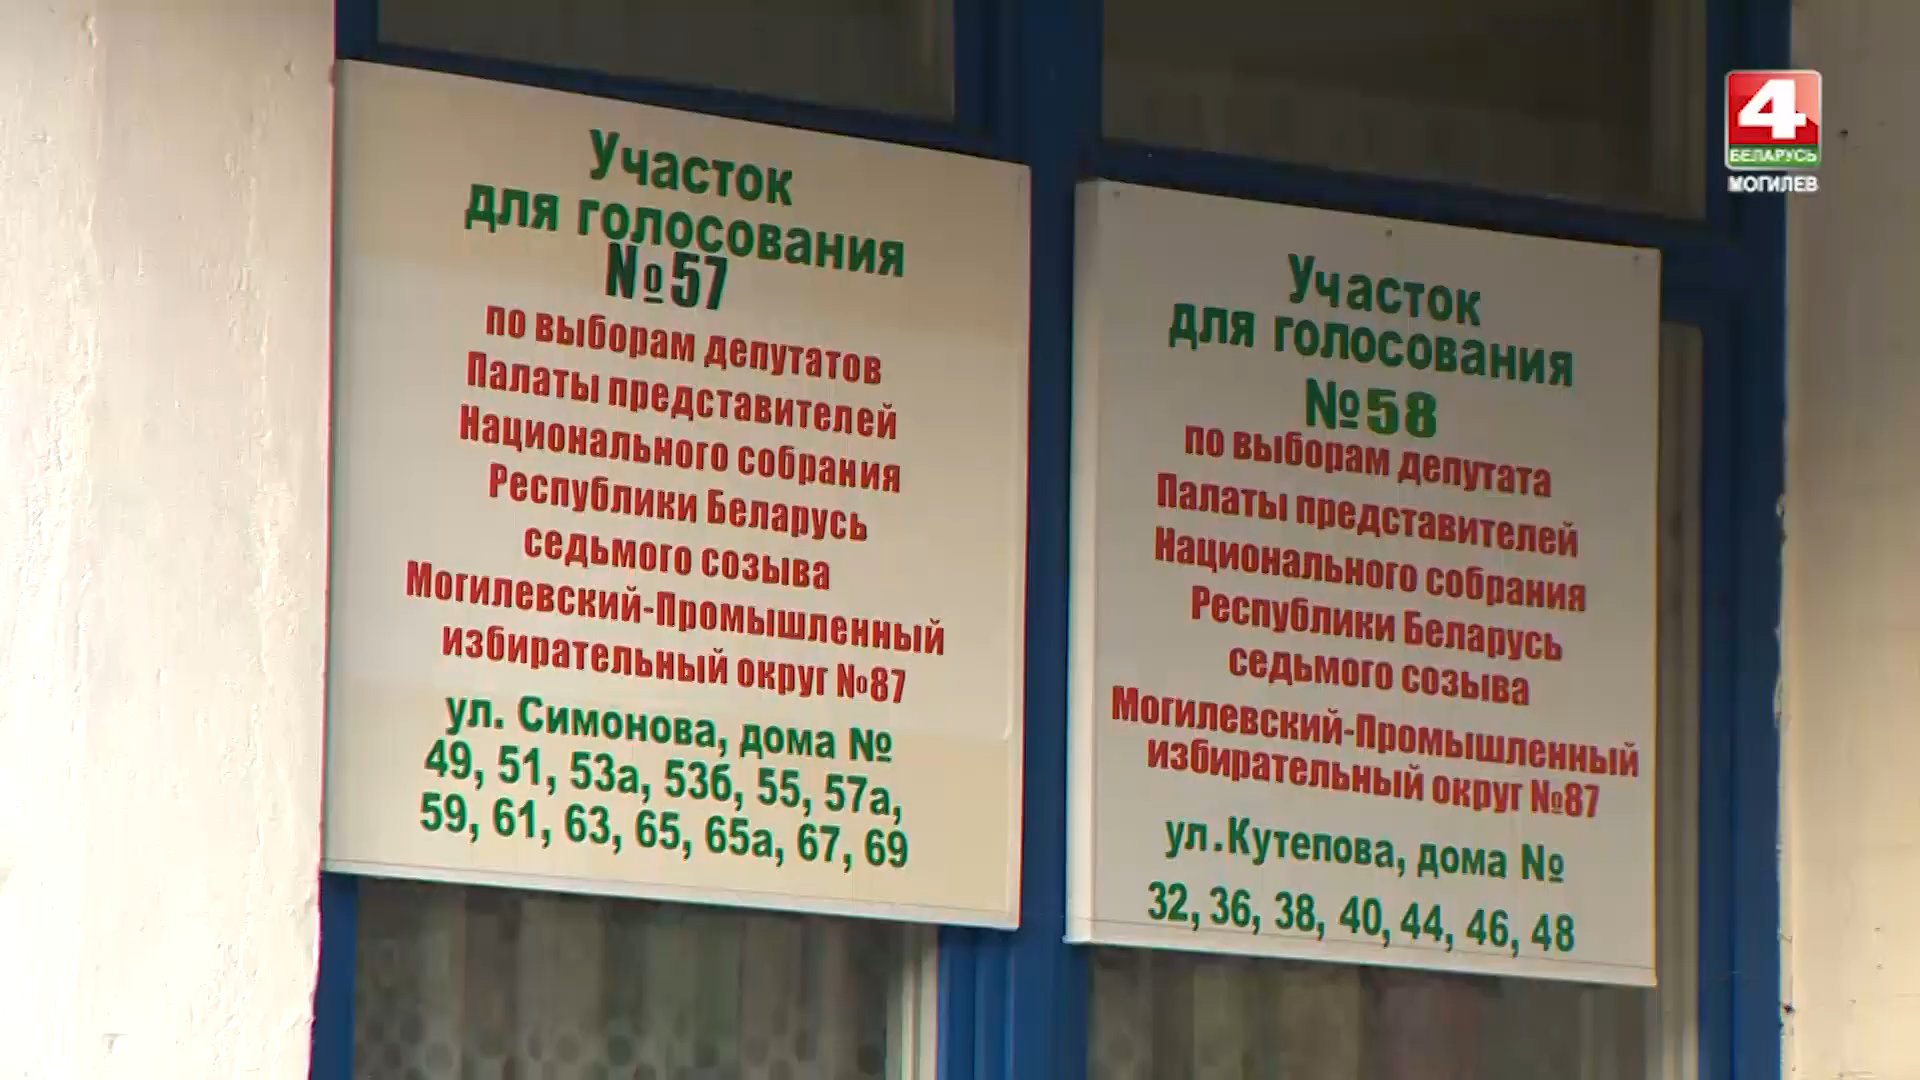 Участок
для голосования
№57
по выборам депутатов
Палаты представителей
Национального собрания
Республики Беларусь
седьмого созыва
Могилевский-Промышленный
избирательный округ №87
ул. Симонова, дома №
49, 51, 53а, 53б, 55, 57а,
59, 61, 63, 65, 65а, 67, 69
Участок
для голосования
№58
по выборам депутата
Палаты представителей
Национального собрания
Республики Беларусь
седьмого созыва
Могилевский-Промышленный
избирательный округ №87
ул.Кутепова, дома №
32, 36, 38, 40, 44, 46, 48
4
БЕЛАРУСЬ
МОГИЛЕВ